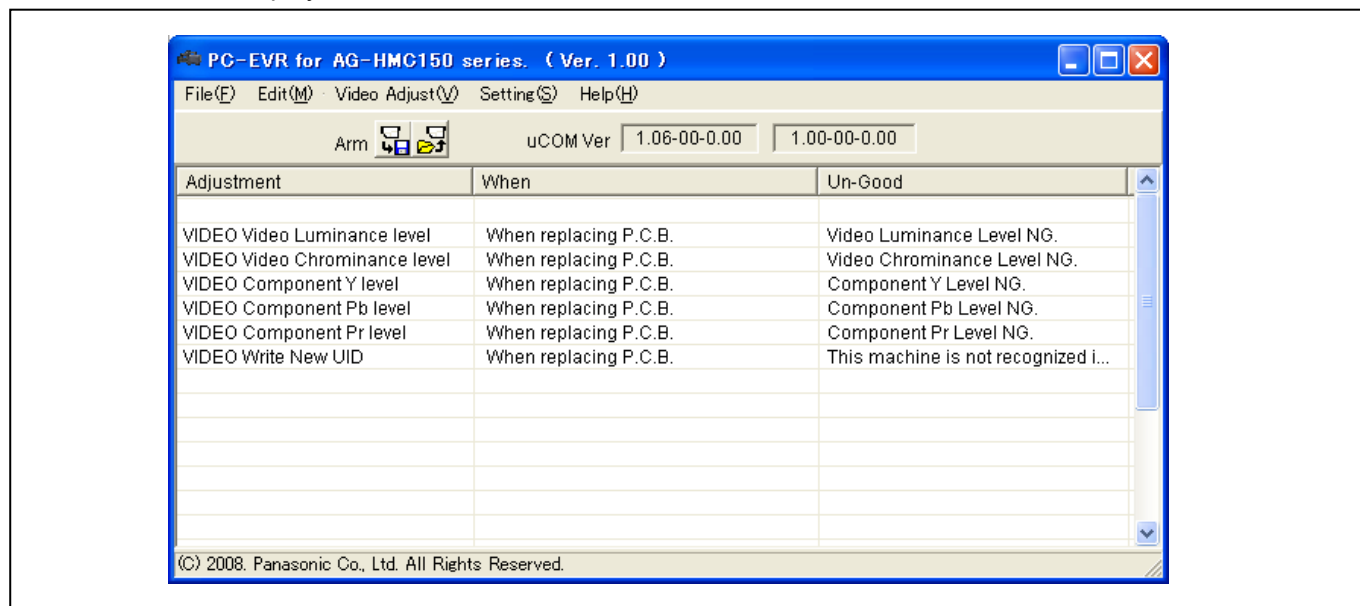 PC-EVR for AG-HMC150 series. ( Ver. 1.00 )
File(F) Edit(M) Video Adjust(V) Setting(S) Help(H)
Arm uCOM Ver 1.06-00-0.00 1.00-00-0.00
Adjustment When Un-Good
VIDEO Video Luminance level When replacing P.C.B. Video Luminance Level NG.
VIDEO Video Chrominance level When replacing P.C.B. Video Chrominance Level NG.
VIDEO Component Y level When replacing P.C.B. Component Y Level NG.
VIDEO Component Pb level When replacing P.C.B. Component Pb Level NG.
VIDEO Component Pr level When replacing P.C.B. Component Pr Level NG.
VIDEO Write New UID When replacing P.C.B. This machine is not recognized i...
(C) 2008. Panasonic Co., Ltd. All Rights Reserved.